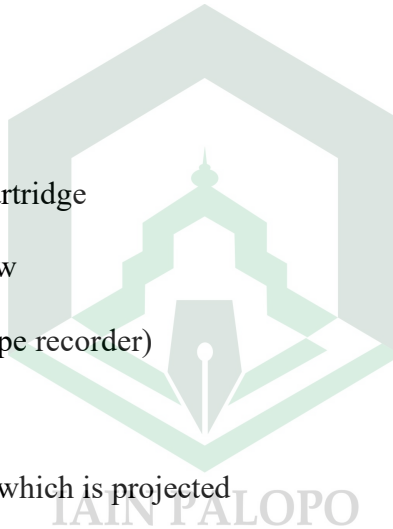 rtridge
w
pe recorder)
which is projected
IAIN PALOPO